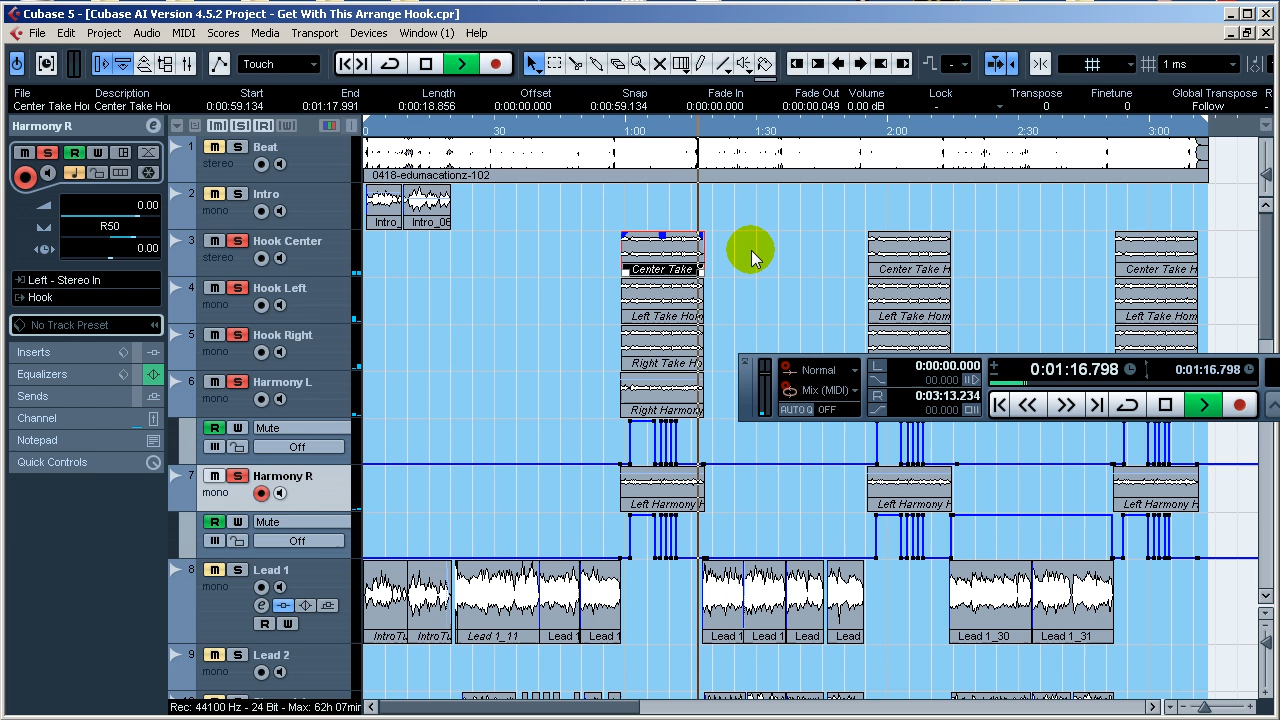 Cubase 5 - [Cubase AI Version 4.5.2 Project - Get With This Arrange Hook.cpr]
File Edit Project Audio MIDI Scores Media Transport Devices Window (1) Help
Touch
1 ms
File Description Start End Length Offset Snap Fade In Fade Out Volume Lock Transpose Finetune Global Transpose
Center Take Ho Center Take Ho 0:00:59.134 0:01:17.991 0:00:18.856 0:00:00.000 0:00:59.134 0:00:00.000 0:00:00.049 0.00 dB - 0 0 Follow
Harmony R
M S R W
0.00
R50
0.00
Left - Stereo In
Hook
No Track Preset
Inserts
Equalizers
Sends
Channel
Notepad
Quick Controls
[M] [S] [R] [W]
0 30 1:00 1:30 2:00 2:30 3:00
1 m S Beat
stereo
0418-edumacationz-102
2 m S Intro
mono
Intro_ Intro_06
3 m S Hook Center
stereo
Center Take Center Take H Center Take H
4 m S Hook Left
mono
Left Take Hom Left Take Hom Left Take Hom
5 m S Hook Right
mono
Right Take H
6 m S Harmony L
mono
Right Harmony
R W Mute
Off
7 m S Harmony R
mono
Left Harmony H Left Harmony H Left Harmony H
R W Mute
Off
8 m S Lead 1
mono
R W
IntroTu IntroTu Lead 1_11 Lead 1 Lead 1 Lead 1 Lead 1 Lead Lead Lead 1_30 Lead 1_31
9 m S Lead 2
mono
Normal
Mix (MIDI)
AUTO Q OFF
L 0:00:00.000
00.000
R 0:03:13.234
00.000
0:01:16.798 0:01:16.798
Rec: 44100 Hz - 24 Bit - Max: 62h 07mir